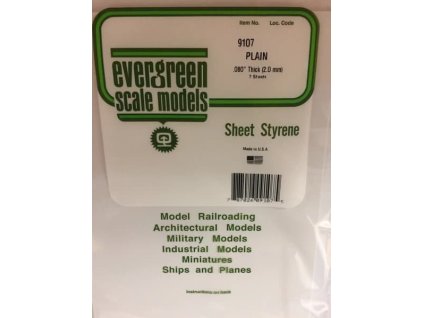 Item No. Loc. Code
9107
PLAIN
.080" Thick (2.0 mm)
1 Sheet
evergreen
scale models
Sheet Styrene
Made in U.S.A.
Model Railroading
Architectural Models
Military Models
Industrial Models
Miniatures
Ships and Planes